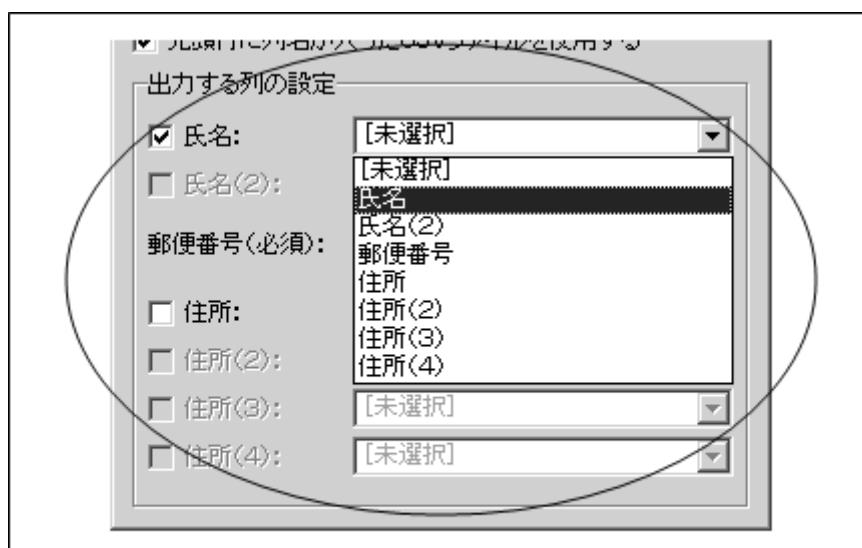 出力する列の設定
氏名: [未選択]
[未選択]
氏名(2): 氏名
氏名(2)
郵便番号(必須): 郵便番号
住所
住所: 住所(2)
住所(3)
住所(2): 住所(4)
住所(3): [未選択]
住所(4): [未選択]